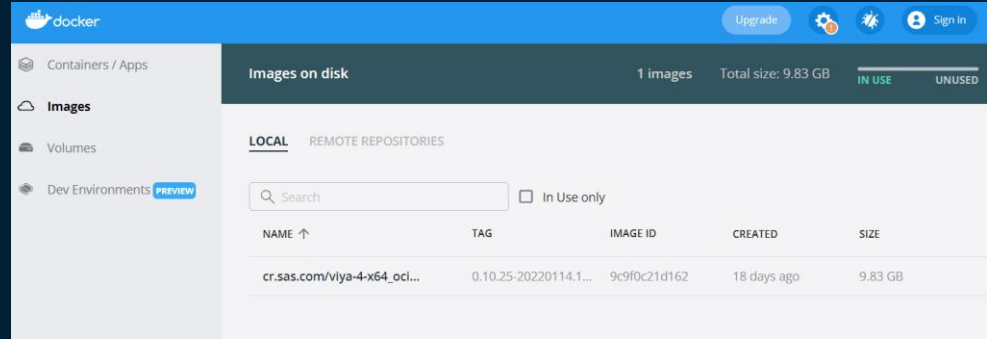 docker
Upgrade
Sign in
Containers / Apps
Images
Volumes
Dev Environments PREVIEW
Images on disk
1 images
Total size: 9.83 GB
IN USE
UNUSED
LOCAL
REMOTE REPOSITORIES
Search
In Use only
NAME ↑ TAG IMAGE ID CREATED SIZE
cr.sas.com/viya-4-x64_oci... 0.10.25-20220114.1... 9c9f0c21d162 18 days ago 9.83 GB